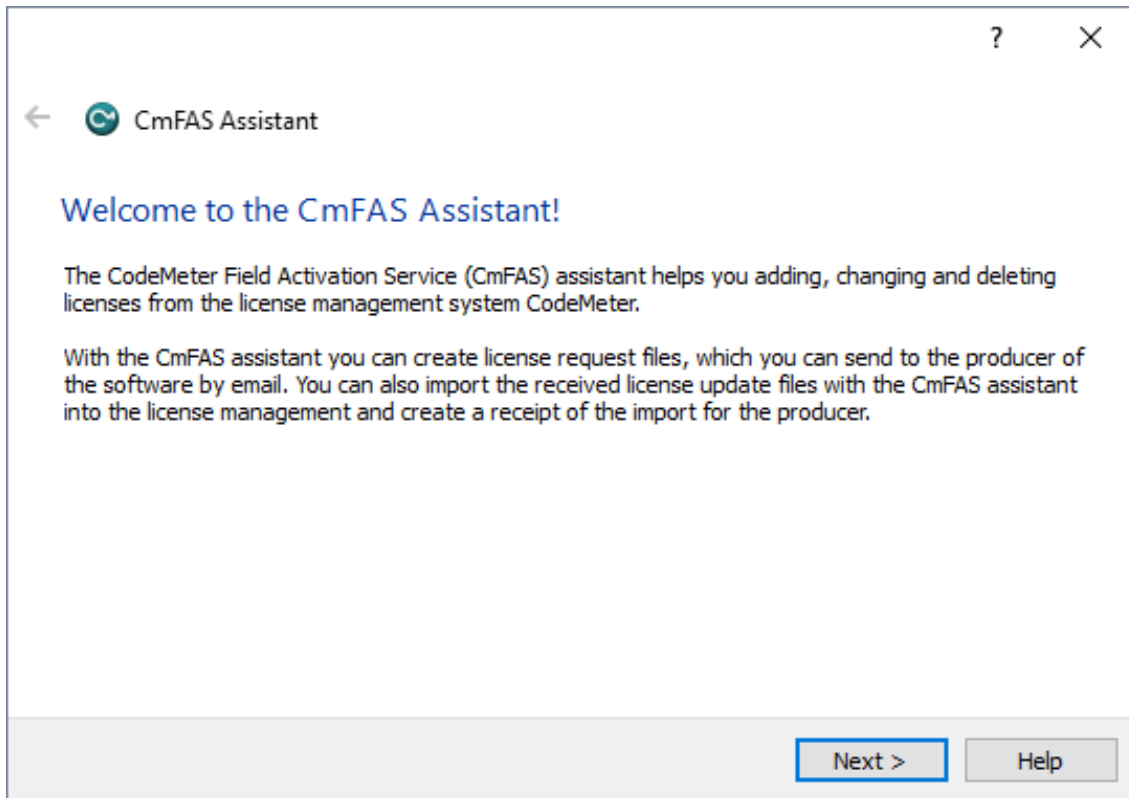 ?
CmFAS Assistant
Welcome to the CmFAS Assistant!
The CodeMeter Field Activation Service (CmFAS) assistant helps you adding, changing and deleting
licenses from the license management system CodeMeter.
With the CmFAS assistant you can create license request files, which you can send to the producer of
the software by email. You can also import the received license update files with the CmFAS assistant
into the license management and create a receipt of the import for the producer.
Next > Help